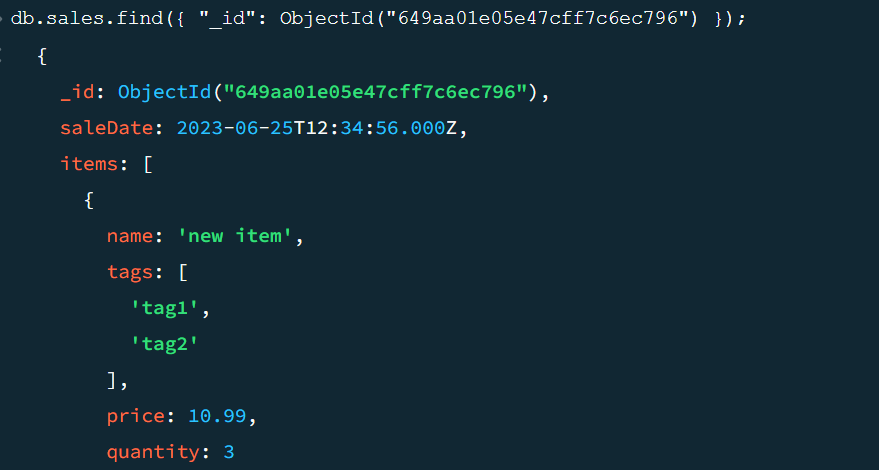 db.sales.find({ "_id": ObjectId("649aa01e05e47cff7c6ec796") });
{
_id: ObjectId("649aa01e05e47cff7c6ec796"),
saleDate: 2023-06-25T12:34:56.000Z,
items: [
{
name: 'new item',
tags: [
'tag1',
'tag2'
],
price: 10.99,
quantity: 3